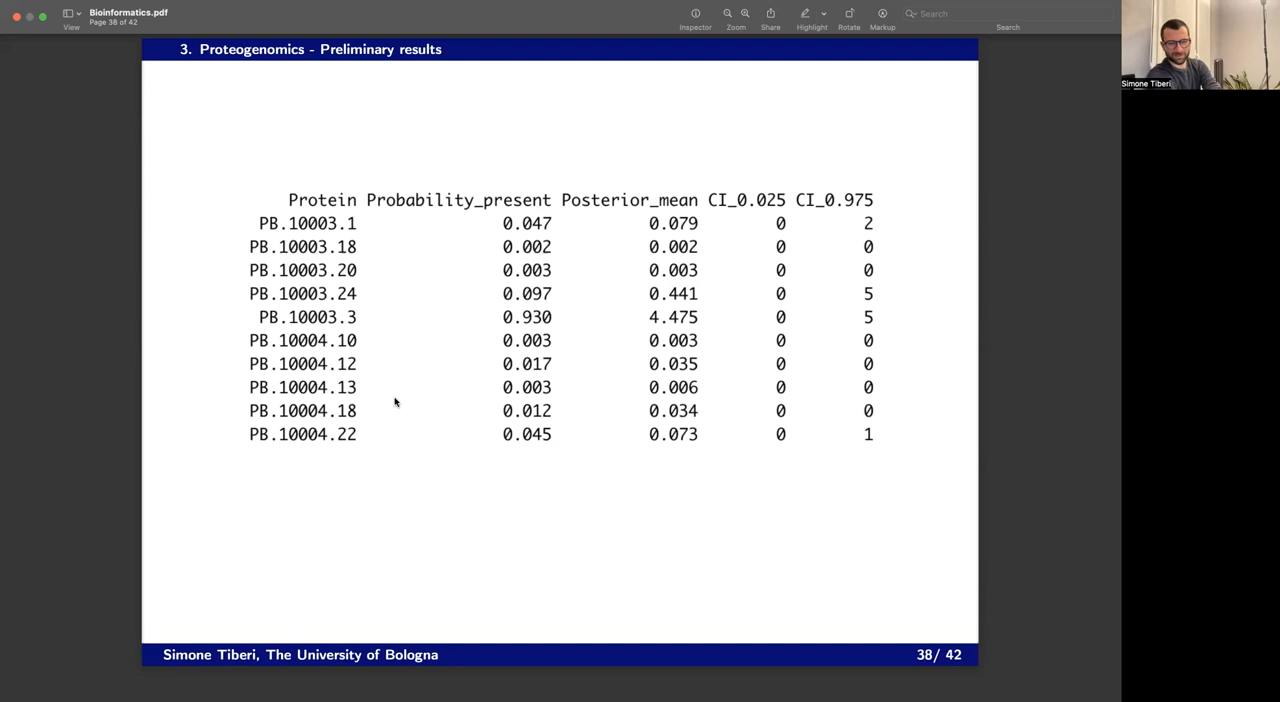 Bioinformatics.pdf
Page 38 of 42
View
Inspector
Zoom
Share
Highlight
Rotate
Markup
Search
Search
Simone Tiberi
3. Proteogenomics - Preliminary results
Protein Probability_present Posterior_mean CI_0.025 CI_0.975
PB.10003.1 0.047 0.079 0 2
PB.10003.18 0.002 0.002 0 0
PB.10003.20 0.003 0.003 0 0
PB.10003.24 0.097 0.441 0 5
PB.10003.3 0.930 4.475 0 5
PB.10004.10 0.003 0.003 0 0
PB.10004.12 0.017 0.035 0 0
PB.10004.13 0.003 0.006 0 0
PB.10004.18 0.012 0.034 0 0
PB.10004.22 0.045 0.073 0 1
Simone Tiberi, The University of Bologna
38/ 42